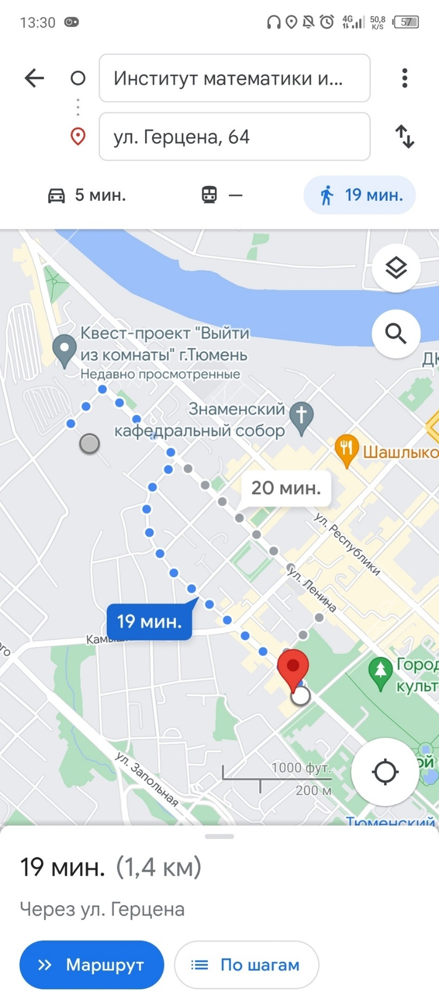 13:30
4G 50,8 K/S 57
Институт математики и...
ул. Герцена, 64
5 мин. — 19 мин.
Квест-проект "Выйти
из комнаты" г.Тюмень
Недавно просмотренные
ДК
Знаменский
кафедральный собор
Шашлыко
20 мин.
ул. Республики
ул. Ленина
19 мин.
Город
культ
ул. Запольная
1000 фут.
200 м
ой
Тюменский
19 мин. (1,4 км)
Через ул. Герцена
Маршрут
По шагам